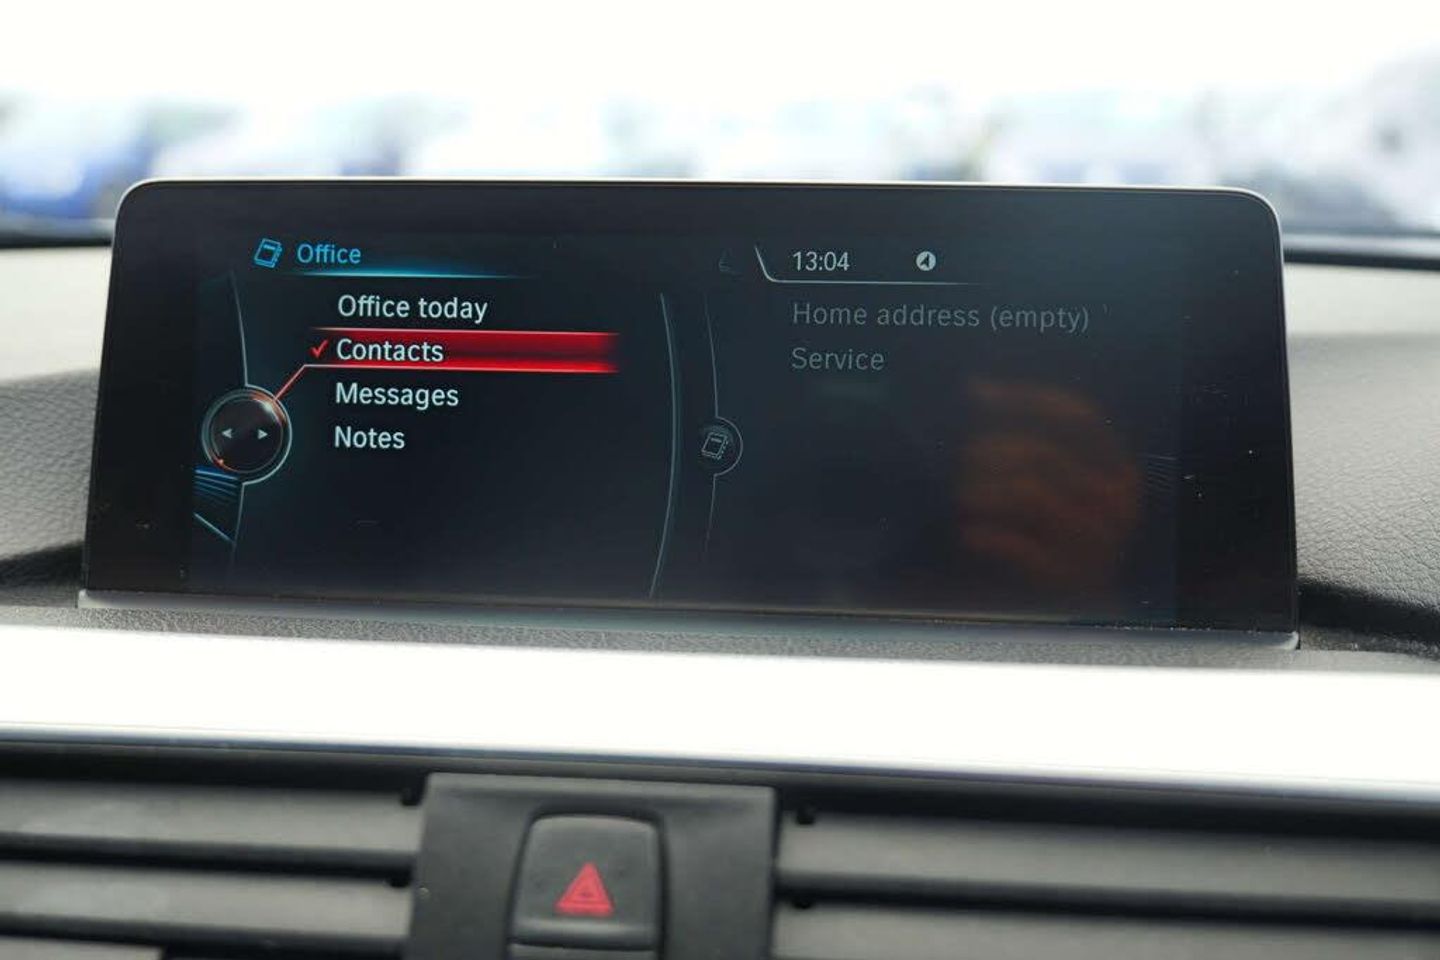 Office
Office today
Contacts
Messages
Notes
13:04
Home address (empty)
Service